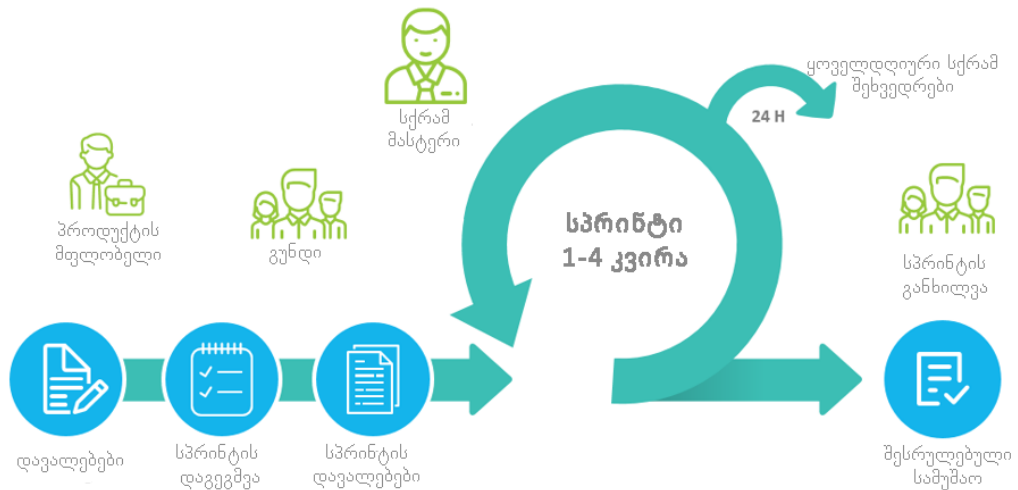 სქრამ
მასტერი
ყოველდღიური სქრამ
შეხვედრები
24 H
პროდუქტის
მფლობელი
გუნდი
სპრინტი
1-4 კვირა
სპრინტის
განხილვა
დავალებები
სპრინტის
დაგეგმვა
სპრინტის
დავალებები
შესრულებული
სამუშაო